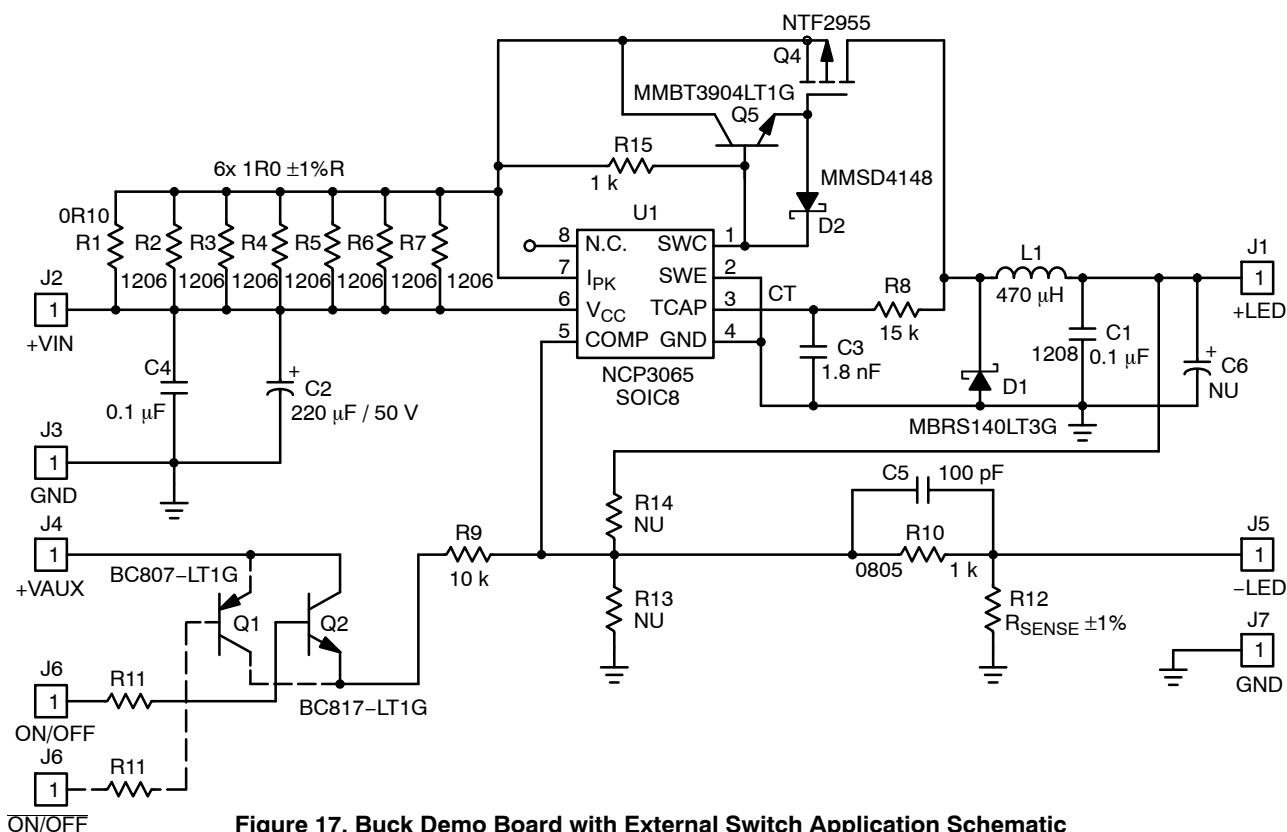 NTF2955
Q4
MMBT3904LT1G
Q5
R15
1 k
6x 1R0 ±1%R
MMSD4148
D2
0R10
R1 R2 R3 R4 R5 R6 R7
1206 1206 1206 1206 1206 1206
U1
8 N.C. SWC 1
7 IPK SWE 2
6 VCC TCAP 3
5 COMP GND 4
NCP3065
SOIC8
CT
R8
15 k
C3
1.8 nF
L1
470 µH
J1
1
+LED
C1
1208 0.1 µF
+
C6
NU
D1
MBRS140LT3G
J2
1
+VIN
C4
0.1 µF
+
C2
220 µF / 50 V
J3
1
GND
J4
1
+VAUX
BC807−LT1G
Q1
Q2
BC817−LT1G
R9
10 k
R14
NU
R13
NU
C5 100 pF
R10
0805 1 k
R12
RSENSE ±1%
J5
1
−LED
J7
1
GND
J6
1
ON/OFF
R11
J6
1
ON/OFF
R11
Figure 17. Buck Demo Board with External Switch Application Schematic